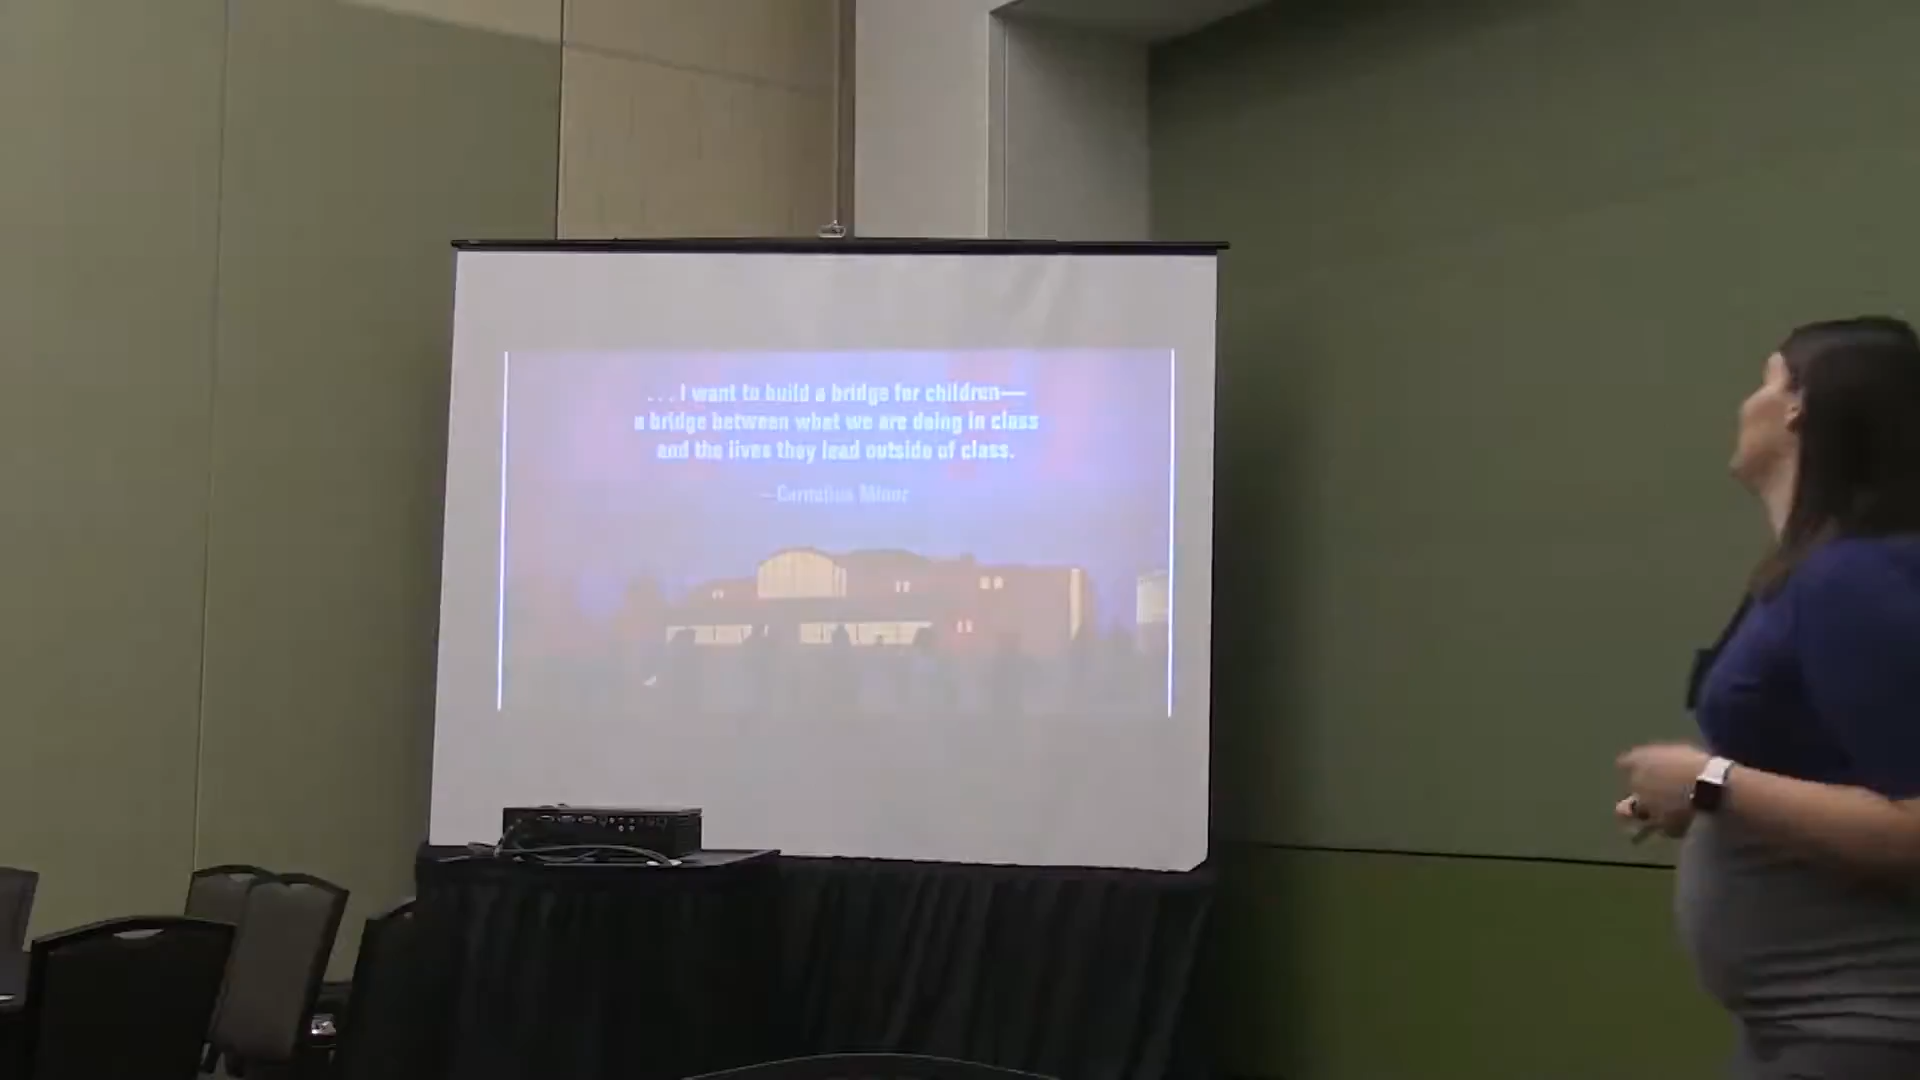 ...I want to build a bridge for children—
a bridge between what we are doing in class
and the lives they lead outside of class.
—Cornelius Minor